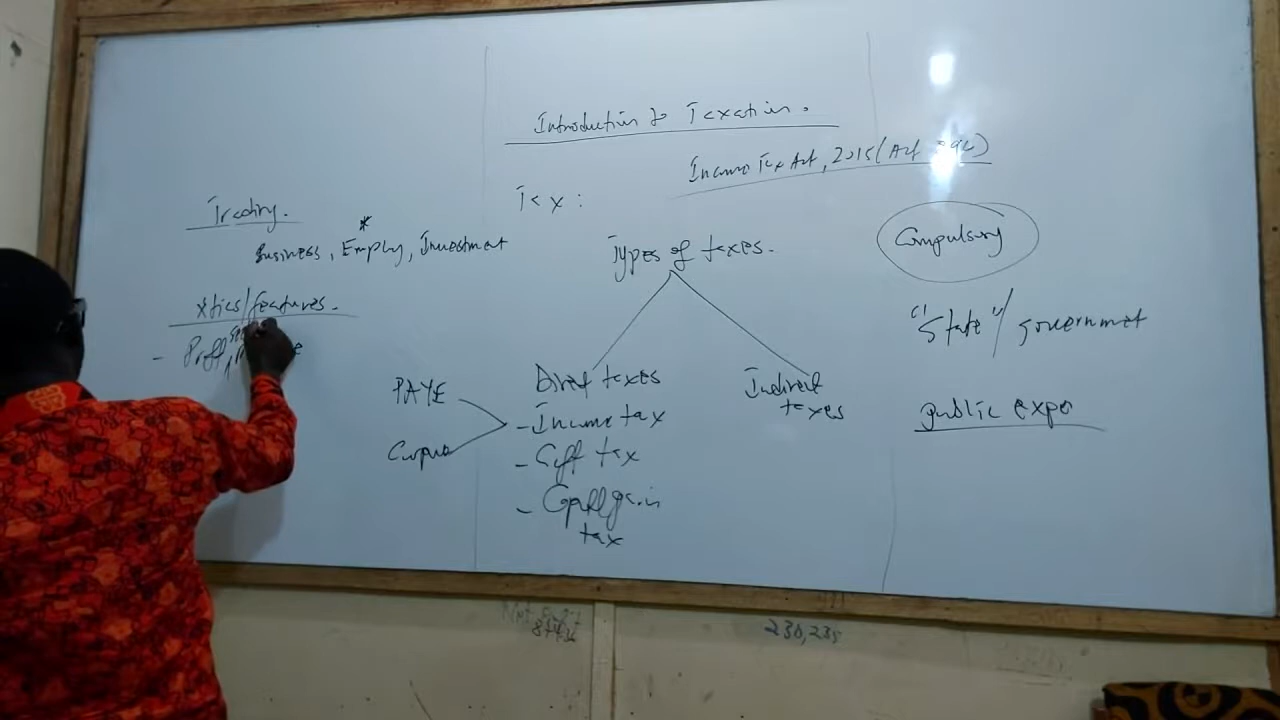 Introduction to Taxation.
Income Tax Act, 2015 (Act 896)
Tax:
Trading.
Business, Employ, Investment
*
xtics/features.
- Profit
Types of taxes.
Direct taxes
- Income tax
- Gift tax
- Capital gain
tax
PAYE
Indirect
taxes
Compulsory
"State"/government
public expo
230,235